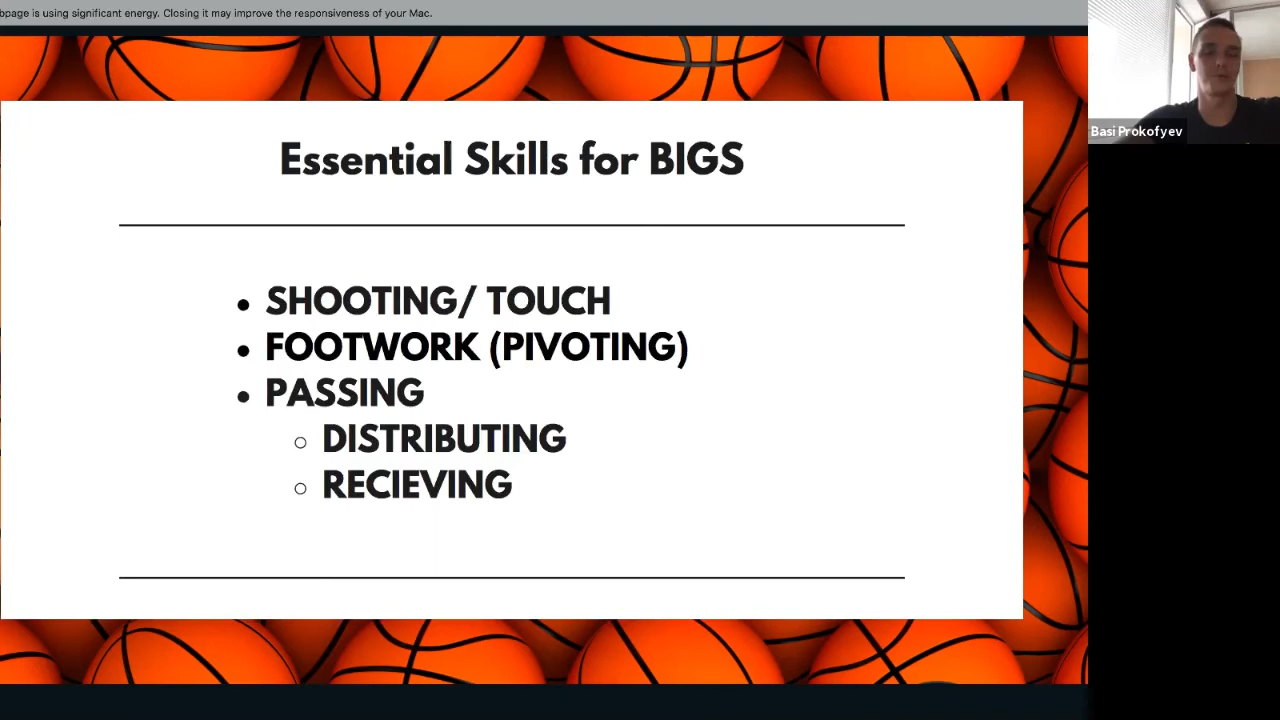 bpage is using significant energy. Closing it may improve the responsiveness of your Mac.
Basi Prokofyev
Essential Skills for BIGS
• SHOOTING/ TOUCH
• FOOTWORK (PIVOTING)
• PASSING
○ DISTRIBUTING
○ RECIEVING